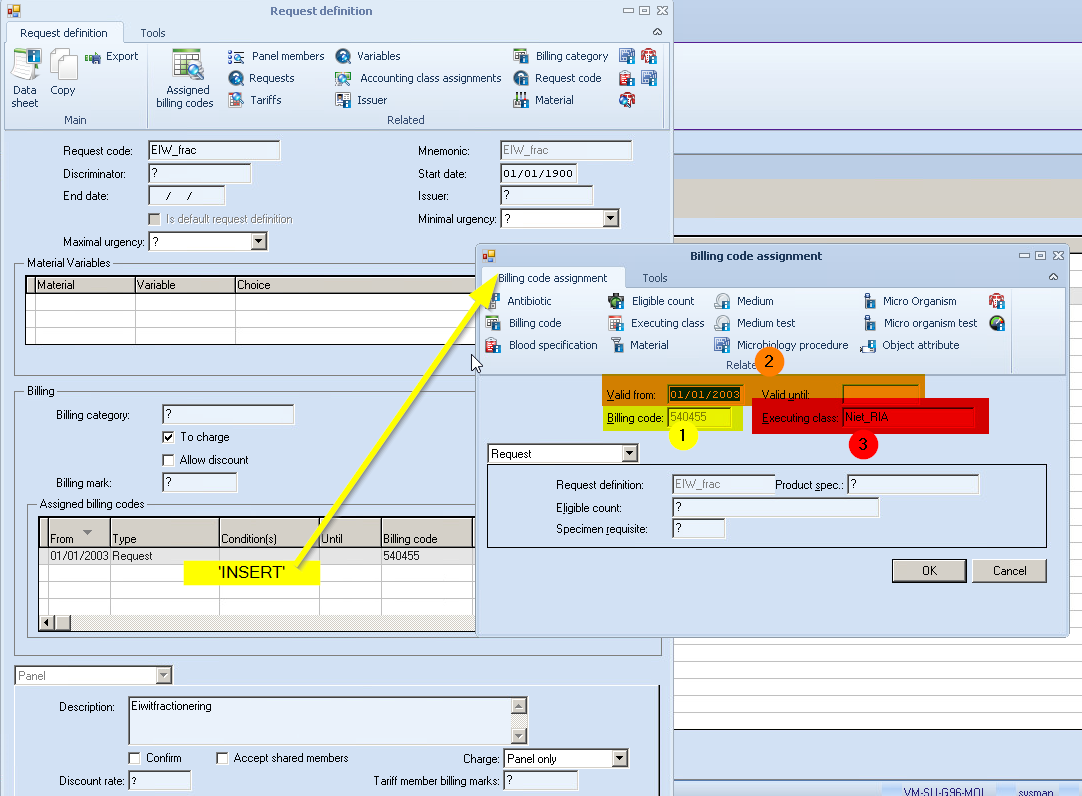 Request definition
Request definition Tools
Data sheet
Copy
Export
Main
Assigned billing codes
Panel members
Requests
Tariffs
Variables
Accounting class assignments
Issuer
Billing category
Request code
Material
Related
Request code: EIW_frac
Mnemonic: EIW_frac
Discriminator: ?
Start date: 01/01/1900
End date: / /
Issuer: ?
Is default request definition
Minimal urgency: ?
Maximal urgency: ?
Material Variables
Material Variable Choice
Billing
Billing category: ?
To charge
Allow discount
Billing mark: ?
Assigned billing codes
From Type Condition(s) Until Billing code
01/01/2003 Request 540455
'INSERT'
Panel
Description: Eiwitfractionering
Confirm Accept shared members Charge: Panel only
Discount rate: ? Tariff member billing marks: ?
Billing code assignment
Billing code assignment Tools
Antibiotic Eligible count Medium Micro Organism
Billing code Executing class Medium test Micro organism test
Blood specification Material Microbiology procedure Object attribute
Relate
2
Valid from: 01/01/2003 Valid until:
Billing code: 540455 Executing class: Niet_RIA
1
3
Request
Request definition: EIW_frac Product spec.: ?
Eligible count: ?
Specimen requisite: ?
OK Cancel
VM-SLI-G96-MOL sysman